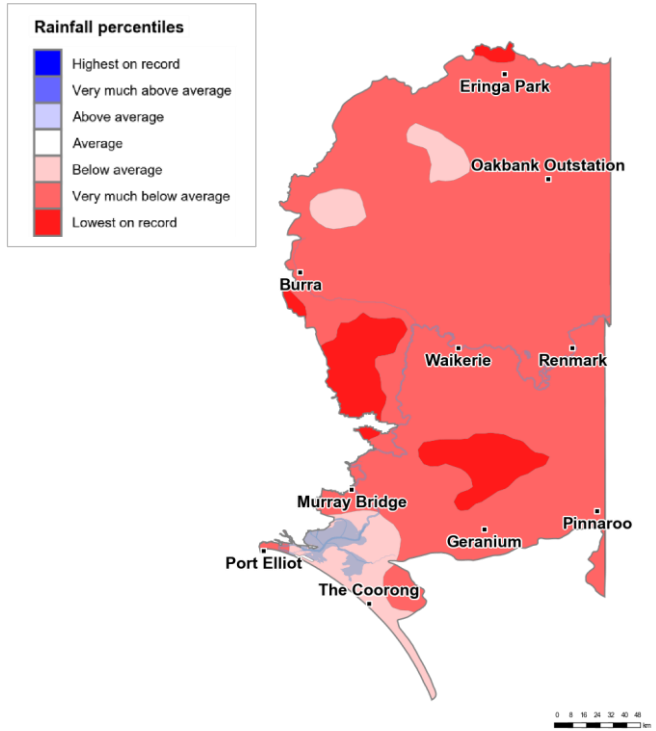 Rainfall percentiles
Highest on record
Very much above average
Above average
Average
Below average
Very much below average
Lowest on record
Eringa Park
Oakbank Outstation
Burra
Waikerie
Renmark
Murray Bridge
Pinnaroo
Geranium
Port Elliot
The Coorong
0 8 16 24 32 40 48
km